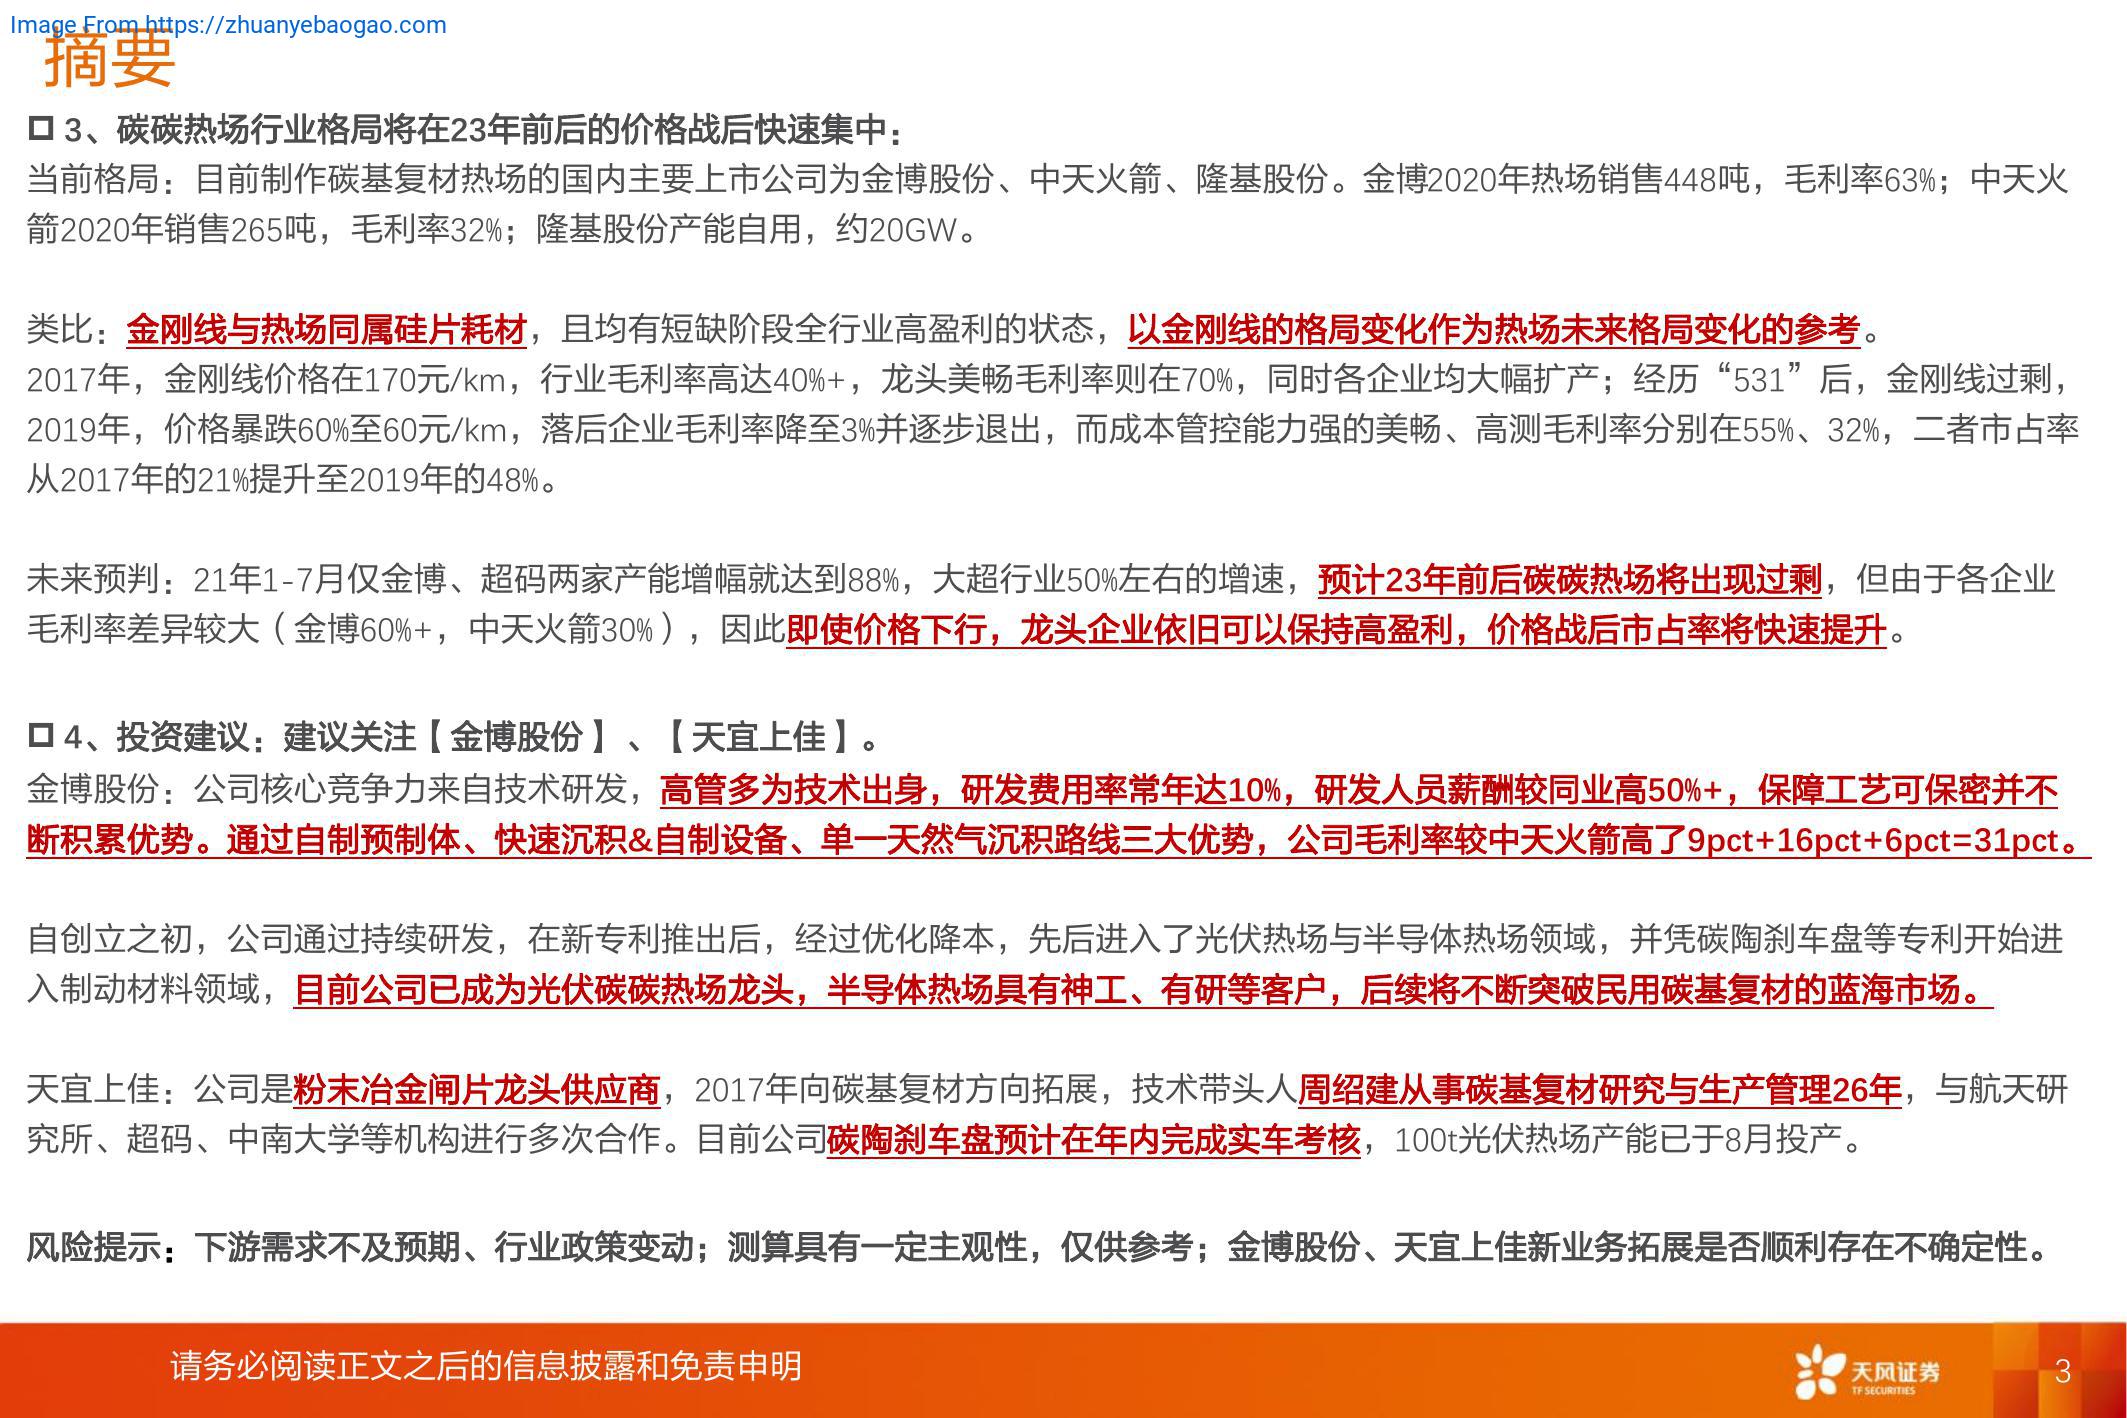 Image From https://zhuanyebaogao.com
摘要
3、碳碳热场行业格局将在23年前后的价格战后快速集中：
当前格局：目前制作碳基复材热场的国内主要上市公司为金博股份、中天火箭、隆基股份。金博2020年热场销售448吨，毛利率63%；中天火
箭2020年销售265吨，毛利率32%；隆基股份产能自用，约20GW。
类比：金刚线与热场同属硅片耗材，且均有短缺阶段全行业高盈利的状态，以金刚线的格局变化作为热场未来格局变化的参考。
2017年，金刚线价格在170元/km，行业毛利率高达40%+，龙头美畅毛利率则在70%，同时各企业均大幅扩产；经历“531”后，金刚线过剩，
2019年，价格暴跌60%至60元/km，落后企业毛利率降至3%并逐步退出，而成本管控能力强的美畅、高测毛利率分别在55%、32%，二者市占率
从2017年的21%提升至2019年的48%。
未来预判：21年1-7月仅金博、超码两家产能增幅就达到88%，大超行业50%左右的增速，预计23年前后碳碳热场将出现过剩，但由于各企业
毛利率差异较大（金博60%+，中天火箭30%），因此即使价格下行，龙头企业依旧可以保持高盈利，价格战后市占率将快速提升。
4、投资建议：建议关注【金博股份】、【天宜上佳】。
金博股份：公司核心竞争力来自技术研发，高管多为技术出身，研发费用率常年达10%，研发人员薪酬较同业高50%+，保障工艺可保密并不
断积累优势。通过自制预制体、快速沉积&自制设备、单一天然气沉积路线三大优势，公司毛利率较中天火箭高了9pct+16pct+6pct=31pct。
自创立之初，公司通过持续研发，在新专利推出后，经过优化降本，先后进入了光伏热场与半导体热场领域，并凭碳陶刹车盘等专利开始进
入制动材料领域，目前公司已成为光伏碳碳热场龙头，半导体热场具有神工、有研等客户，后续将不断突破民用碳基复材的蓝海市场。
天宜上佳：公司是粉末冶金闸片龙头供应商，2017年向碳基复材方向拓展，技术带头人周绍建从事碳基复材研究与生产管理26年，与航天研
究所、超码、中南大学等机构进行多次合作。目前公司碳陶刹车盘预计在年内完成实车考核，100t光伏热场产能已于8月投产。
风险提示：下游需求不及预期、行业政策变动；测算具有一定主观性，仅供参考；金博股份、天宜上佳新业务拓展是否顺利存在不确定性。
请务必阅读正文之后的信息披露和免责申明
天风证券
TF SECURITIES
3